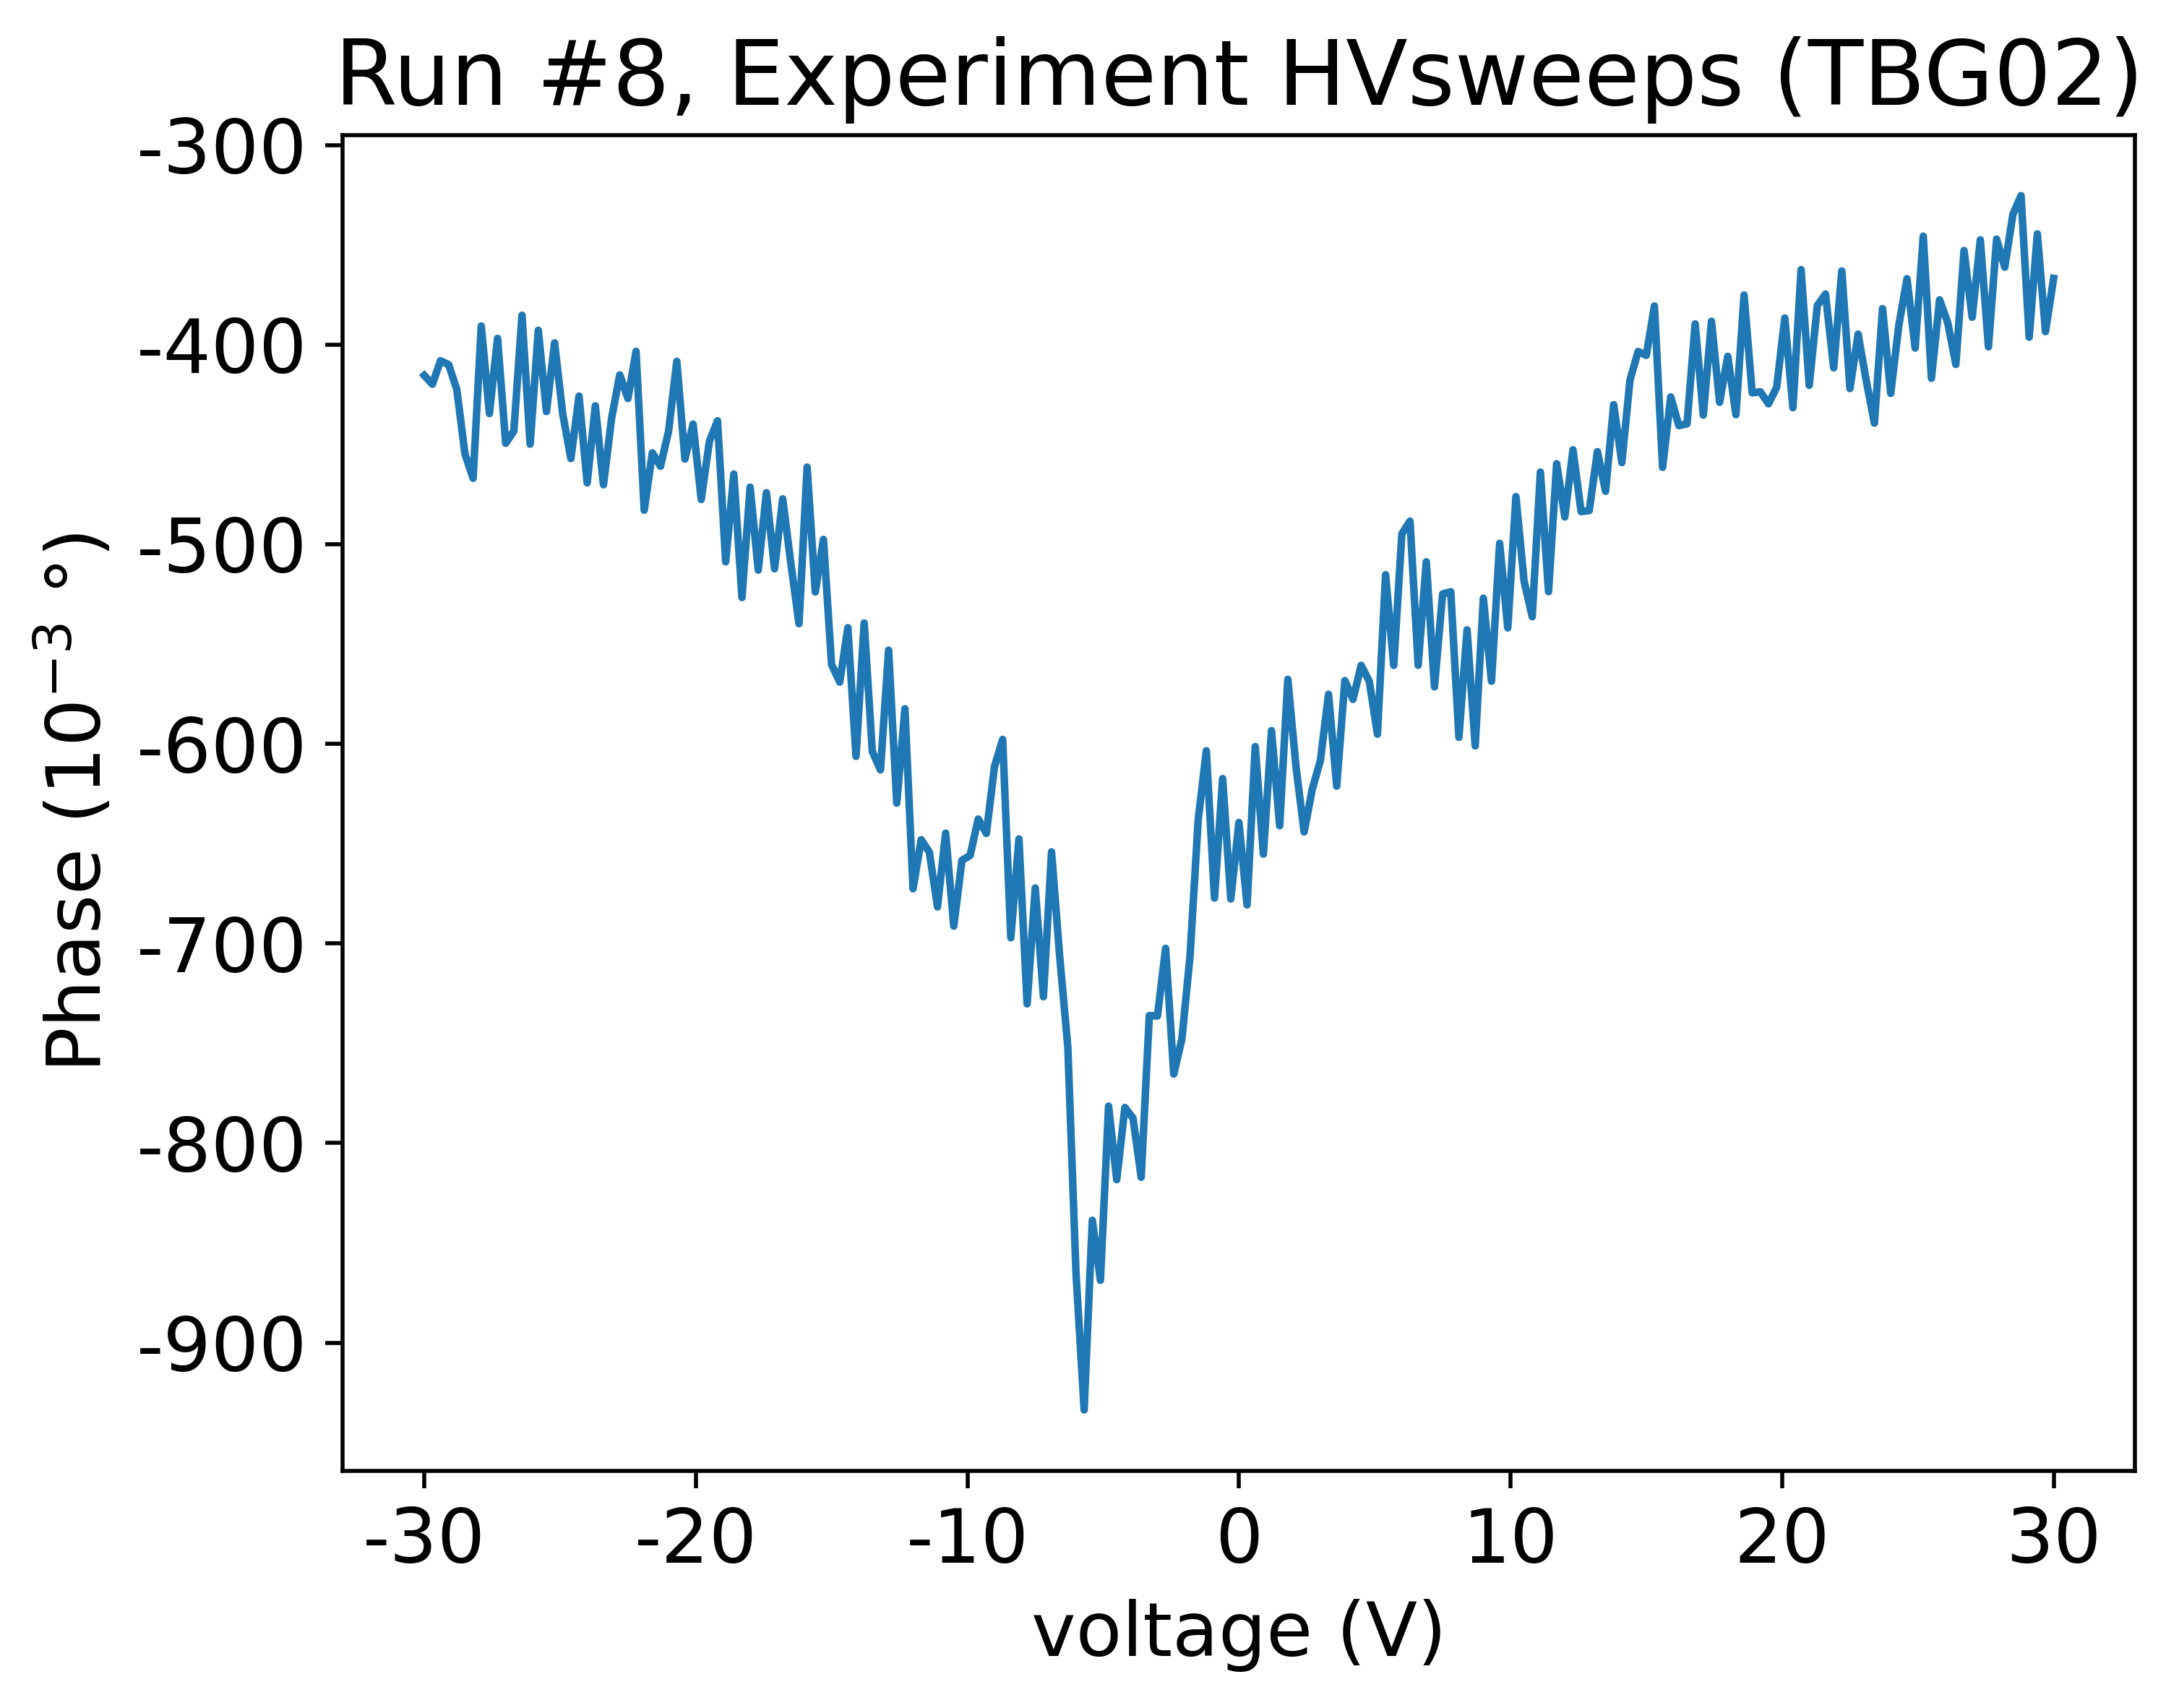 Run #8, Experiment HVsweeps (TBG02)
-300
-400
-500
-600
-700
-800
-900
Phase (10⁻³ °)
-30 -20 -10 0 10 20 30
voltage (V)